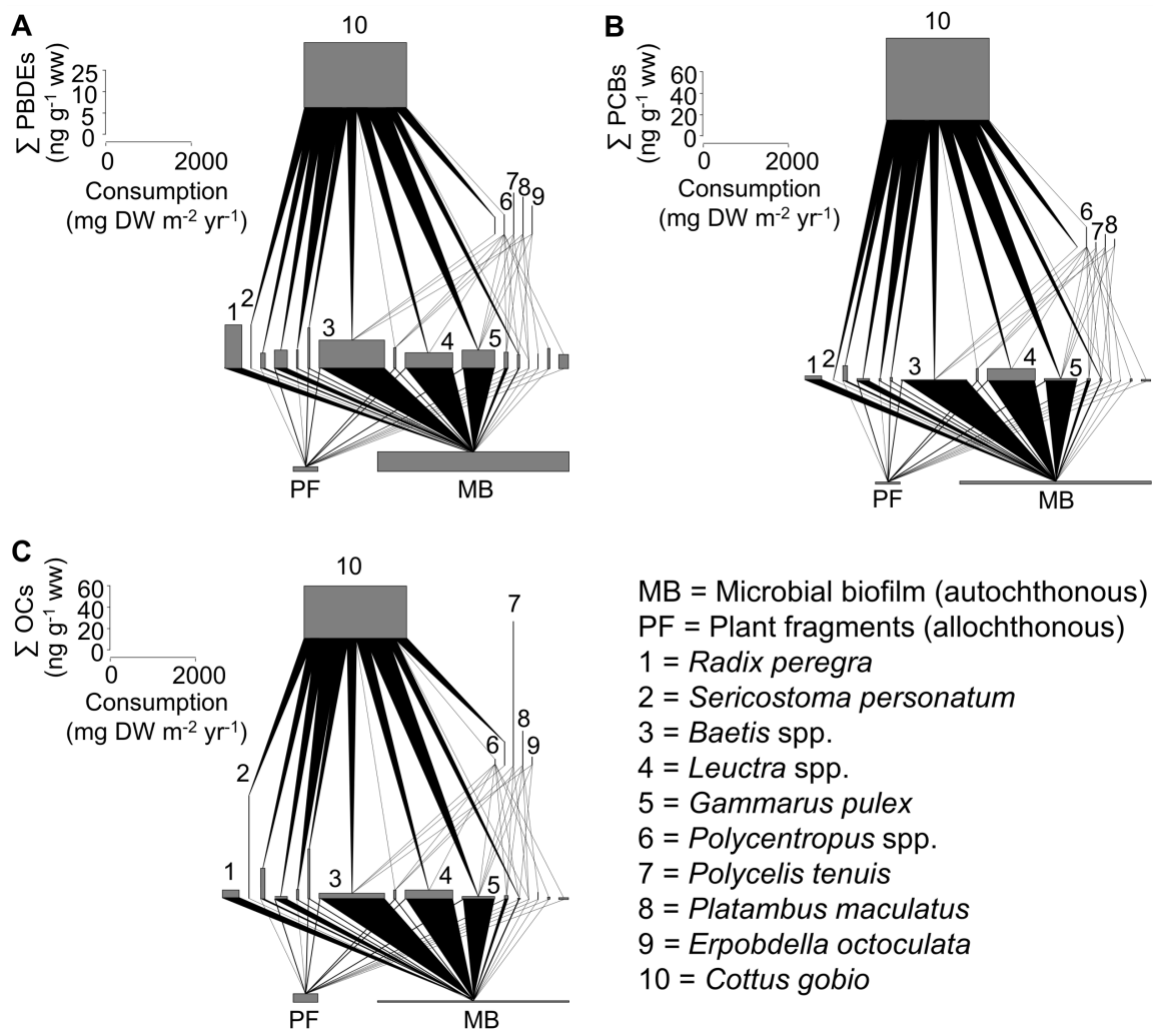 A
10
∑ PBDEs
(ng g-1 ww)
25
10
5
0
0 2000
Consumption
(mg DW m-2 yr-1)
1 2 3 4 5 6 7 8 9
PF MB
B
10
∑ PCBs
(ng g-1 ww)
60
40
20
0
0 2000
Consumption
(mg DW m-2 yr-1)
1 2 3 4 5 6 7 8
PF MB
C
10
∑ OCs
(ng g-1 ww)
60
40
20
0
0 2000
Consumption
(mg DW m-2 yr-1)
1 2 3 4 5 6 7 8 9
PF MB
MB = Microbial biofilm (autochthonous)
PF = Plant fragments (allochthonous)
1 = Radix peregra
2 = Sericostoma personatum
3 = Baetis spp.
4 = Leuctra spp.
5 = Gammarus pulex
6 = Polycentropus spp.
7 = Polycelis tenuis
8 = Platambus maculatus
9 = Erpobdella octoculata
10 = Cottus gobio